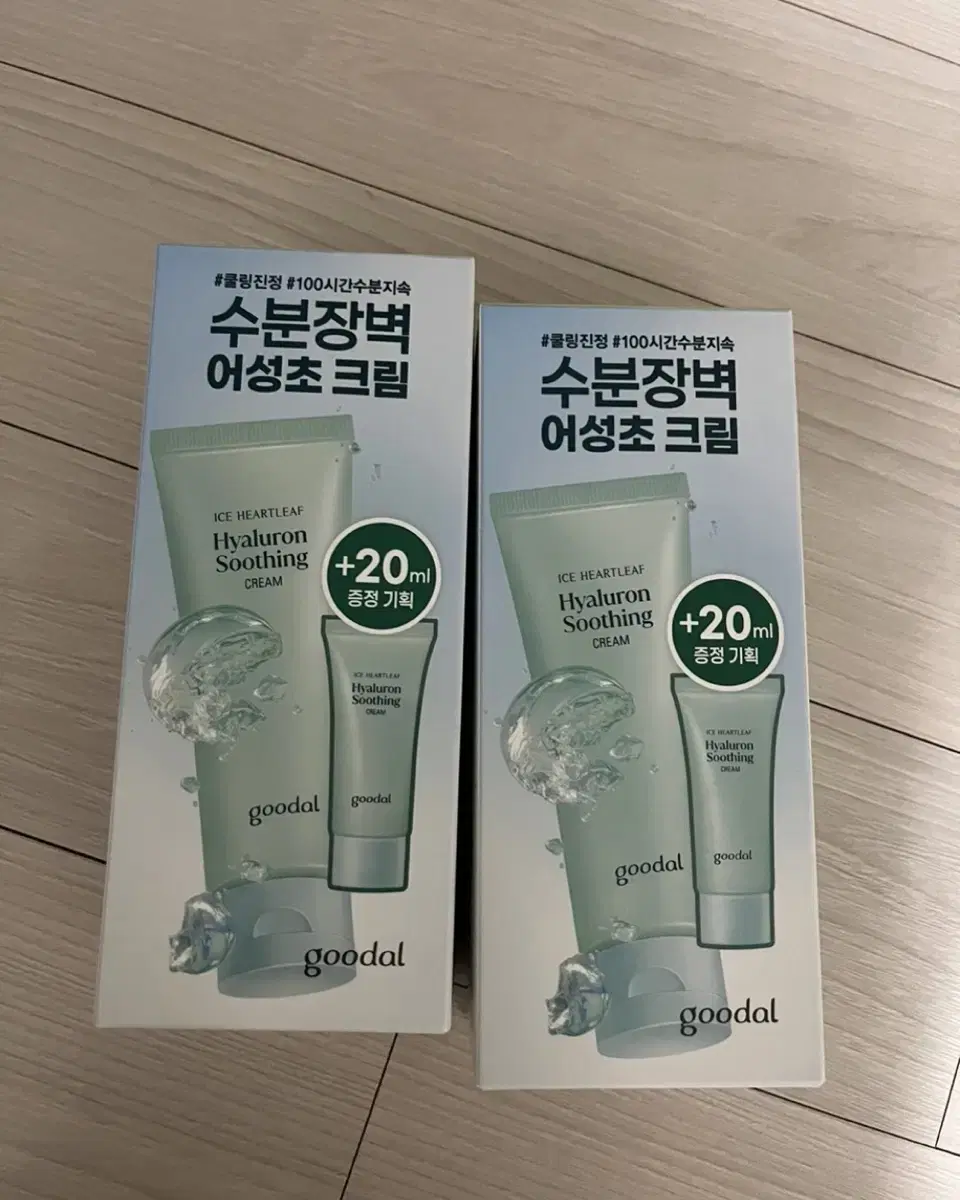 #쿨링진정 #100시간수분지속
수분장벽
어성초 크림
ICE HEARTLEAF
Hyaluron
Soothing
CREAM
+20ml
증정 기획
ICE HEARTLEAF
Hyaluron
Soothing
CREAM
goodal
goodal
goodal
#쿨링진정 #100시간수분지속
수분장벽
어성초 크림
ICE HEARTLEAF
Hyaluron
Soothing
CREAM
+20ml
증정 기획
ICE HEARTLEAF
Hyaluron
Soothing
CREAM
goodal
goodal
goodal